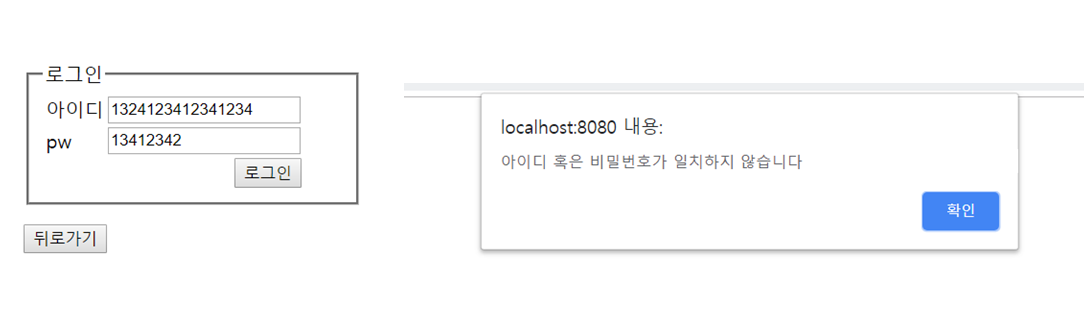 로그인
아이디 1324123412341234
pw 13412342
로그인
뒤로가기
localhost:8080 내용:
아이디 혹은 비밀번호가 일치하지 않습니다
확인